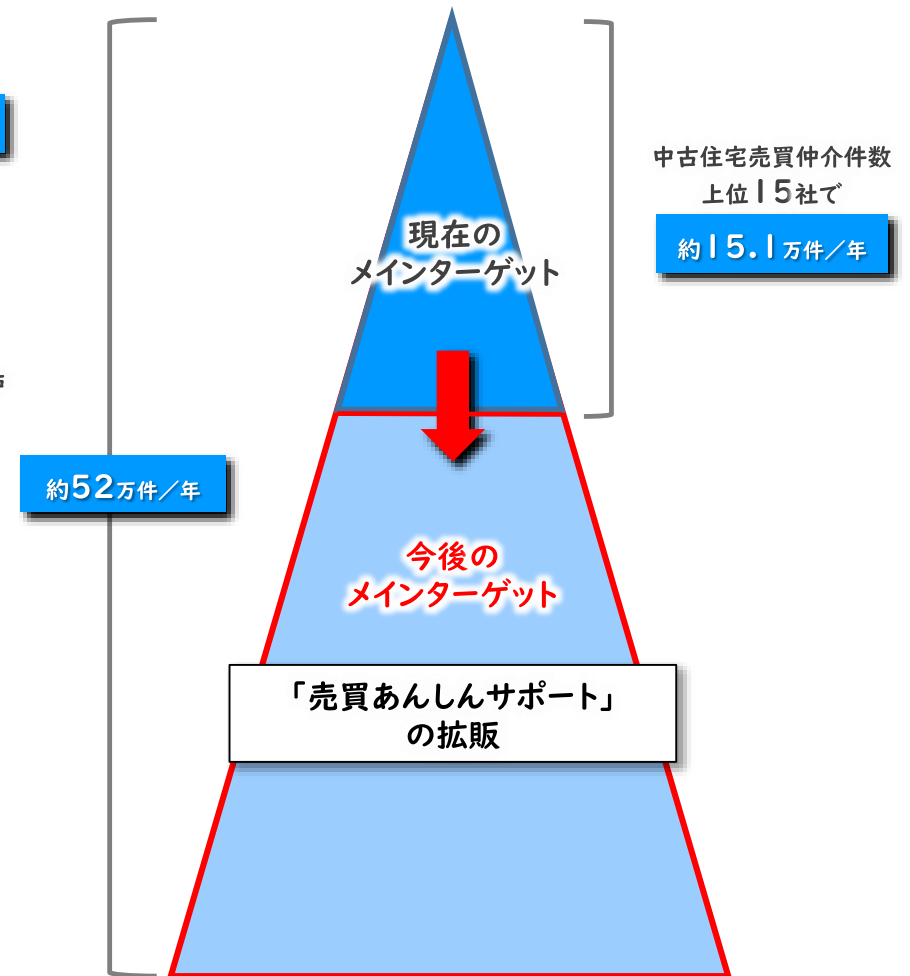 中古住宅売買仲介件数
上位15社で
約15.1万件／年
現在の
メインターゲット
約52万件／年
今後の
メインターゲット
「売買あんしんサポート」
の拡販